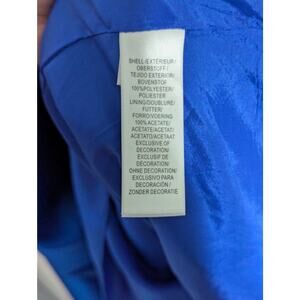 SHELL/EXTÉRIEUR/
OBERSTOFF/
TEJIDO EXTERIOR/
BOVENSTOF
100%POLYESTER/
POLIESTER
LINING/DOUBLURE/
FUTTER/
FORRO/VOERING
100% ACETATE/
ACÉTATE/ACETAT/
ACETATO/ACETAAT
EXCLUSIVE OF
DECORATION/
EXCLUSIF DE
DÉCORATION/
OHNE DECORATION/
EXCLUSIVO PARA
DECORACIÓN/
ZONDER DECORATIE